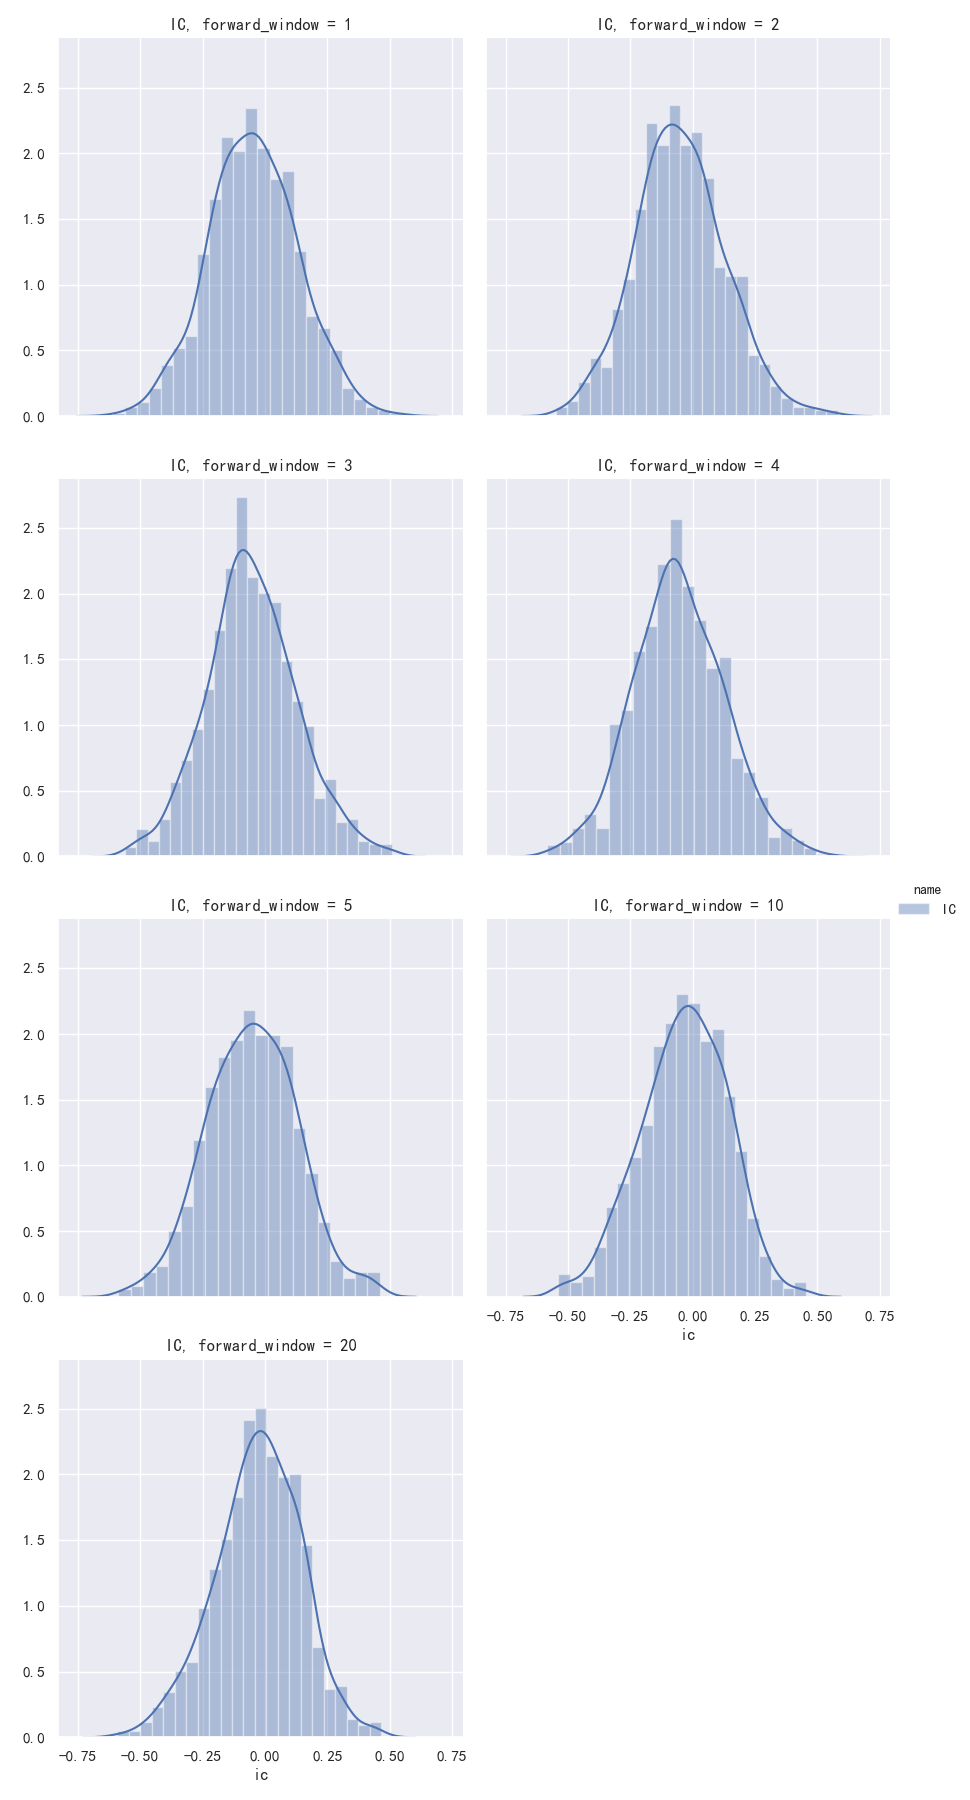 IC, forward_window = 1
IC, forward_window = 2
2.5
2.0
1.5
1.0
0.5
0.0
IC, forward_window = 3
IC, forward_window = 4
2.5
2.0
1.5
1.0
0.5
0.0
name
IC
IC, forward_window = 5
IC, forward_window = 10
2.5
2.0
1.5
1.0
0.5
0.0
−0.75 −0.50 −0.25 0.00 0.25 0.50 0.75
ic
IC, forward_window = 20
2.5
2.0
1.5
1.0
0.5
0.0
−0.75 −0.50 −0.25 0.00 0.25 0.50 0.75
ic